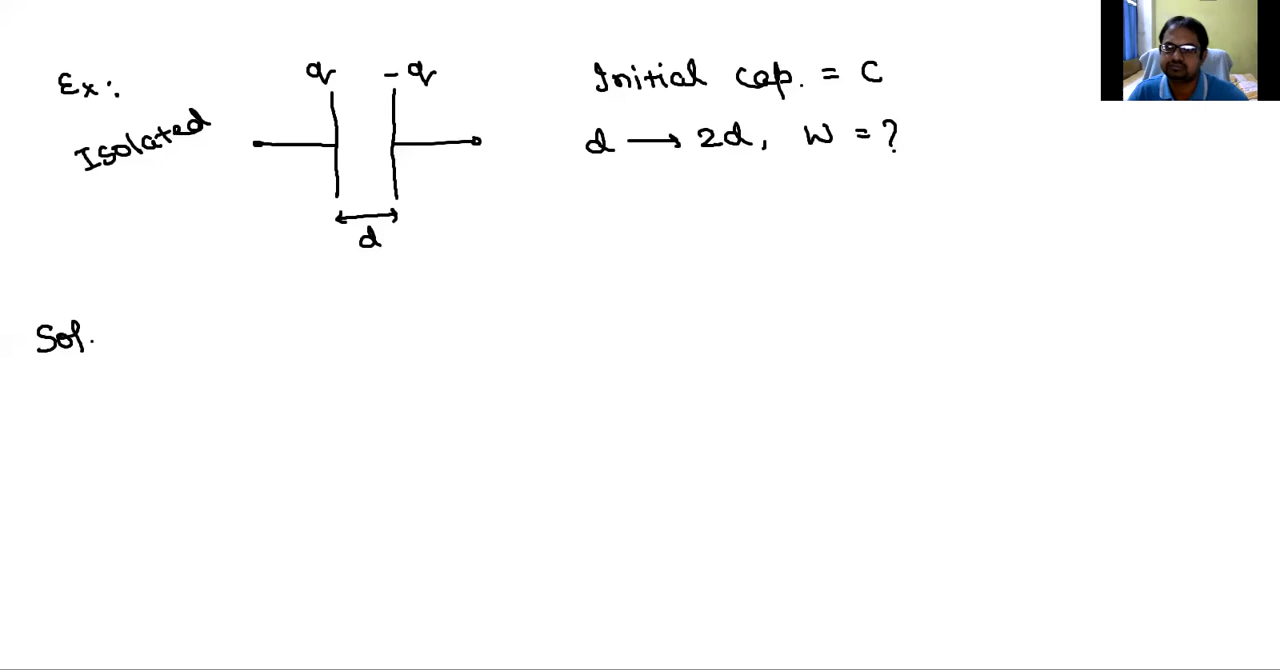 Ex:
Isolated
q -q
d
Initial cap. = C
d → 2d, W = ?
Sol.